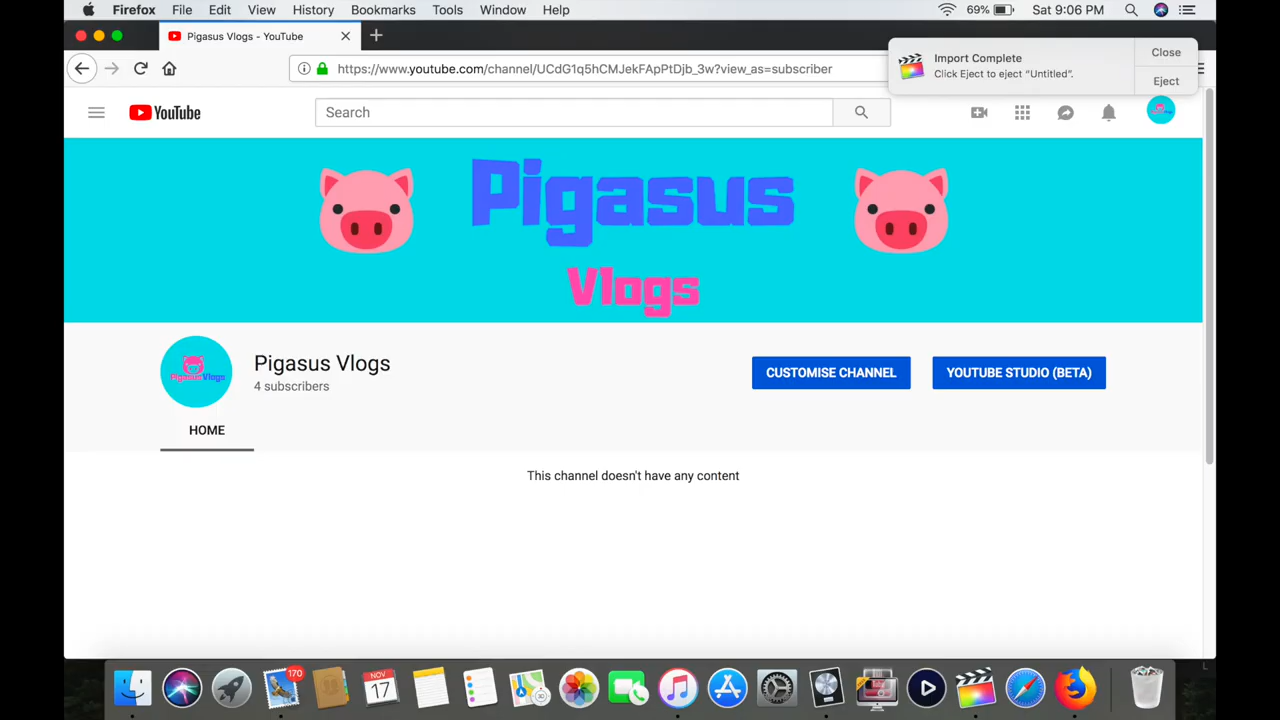 Firefox File Edit View History Bookmarks Tools Window Help 69% Sat 9:06 PM
Pigasus Vlogs - YouTube
https://www.youtube.com/channel/UCdG1q5hCMJekFApPtDjb_3w?view_as=subscriber
Import Complete
Click Eject to eject “Untitled”.
Close
Eject
YouTube
Search
Pigasus
Vlogs
Pigasus Vlogs
Pigasus Vlogs
4 subscribers
CUSTOMISE CHANNEL
YOUTUBE STUDIO (BETA)
HOME
This channel doesn't have any content
170
NOV
17